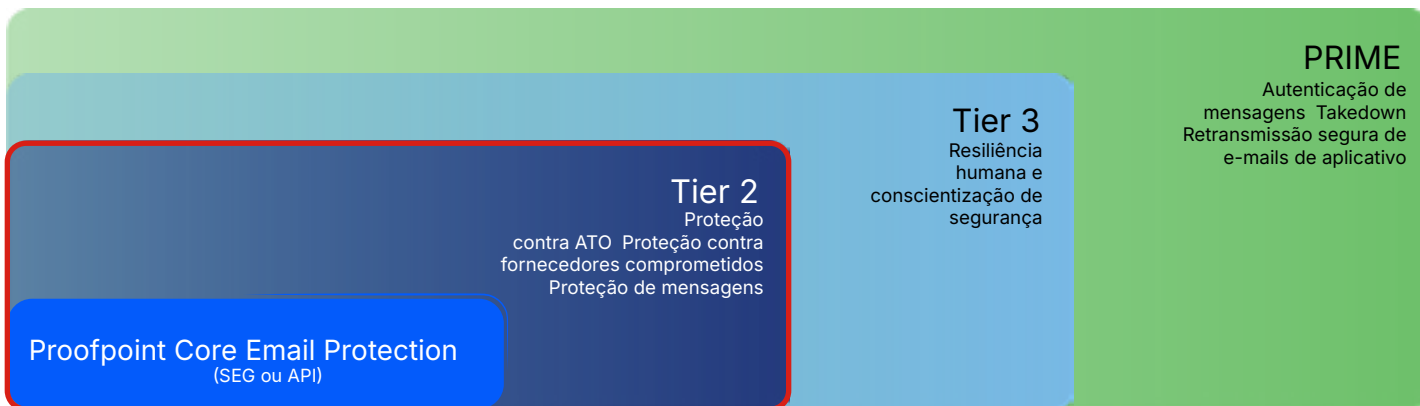 PRIME
Autenticação de
mensagens  Takedown
Retransmissão segura de
e-mails de aplicativo
Tier 3
Resiliência
humana e
conscientização de
segurança
Tier 2
Proteção
contra ATO  Proteção contra
fornecedores comprometidos
Proteção de mensagens
Proofpoint Core Email Protection
(SEG ou API)